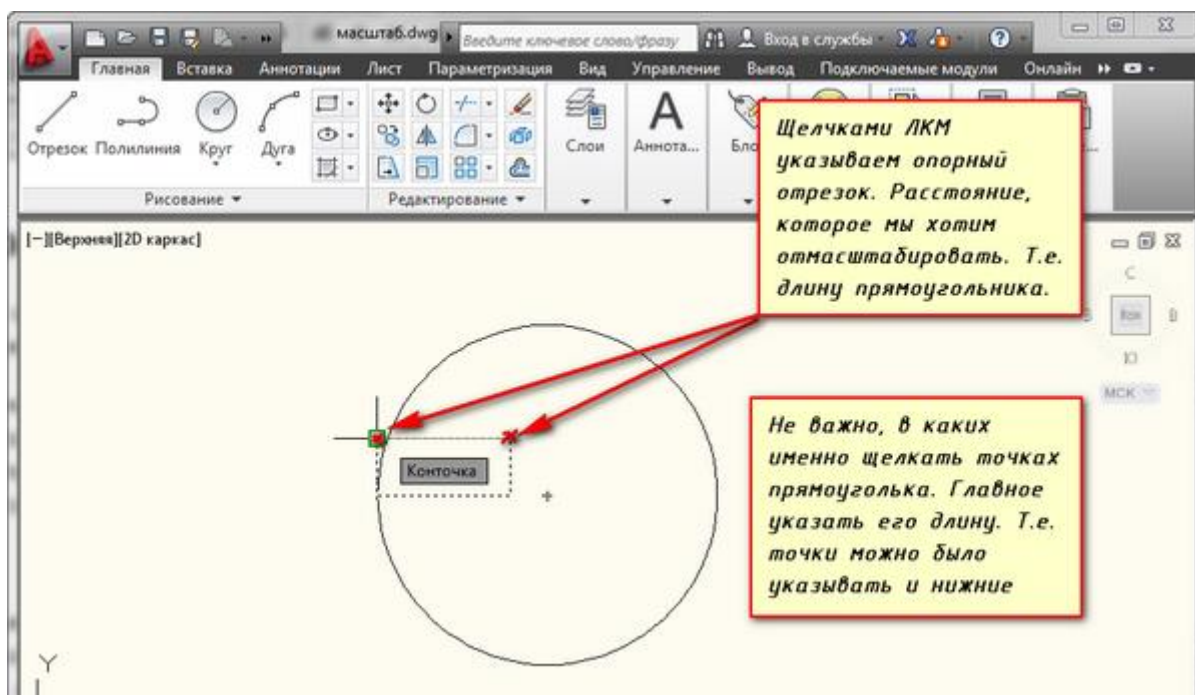 масштаб.dwg
Введите ключевое слово/фразу
Вход в службы
Главная Вставка Аннотации Лист Параметризация Вид Управление Вывод Подключаемые модули Онлайн
Отрезок Полилиния Круг Дуга
Слои
Аннота...
Рисование
Редактирование
[−][Верхняя][2D каркас]
Щелчками ЛКМ
указываем опорный
отрезок. Расстояние,
которое мы хотим
отмасштабировать. Т.е.
длину прямоугольника.
С
Ю
МСК
Конточка
Не важно, в каких
именно щелкать точках
прямоуголька. Главное
указать его длину. Т.е.
точки можно было
указывать и нижние
Y